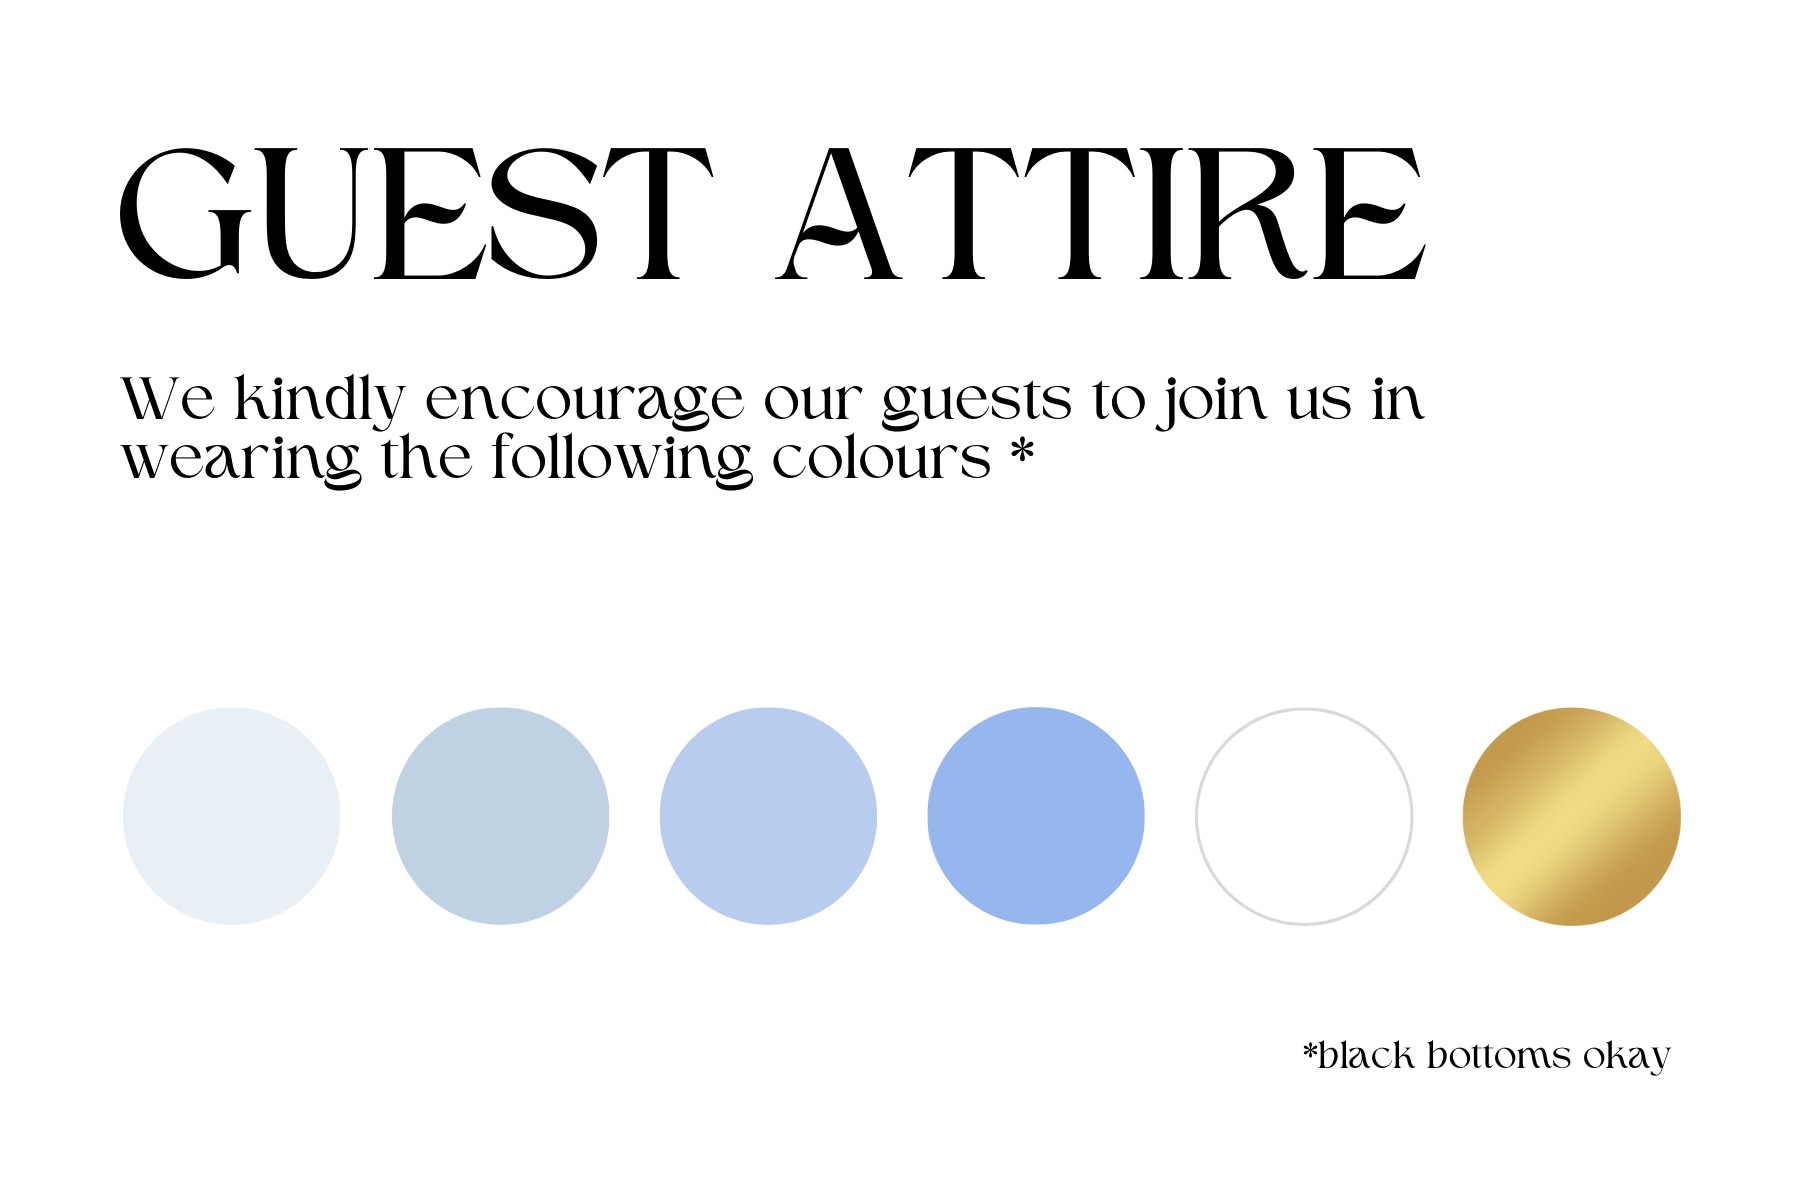 GUEST ATTIRE
We kindly encourage our guests to join us in
wearing the following colours *
*black bottoms okay